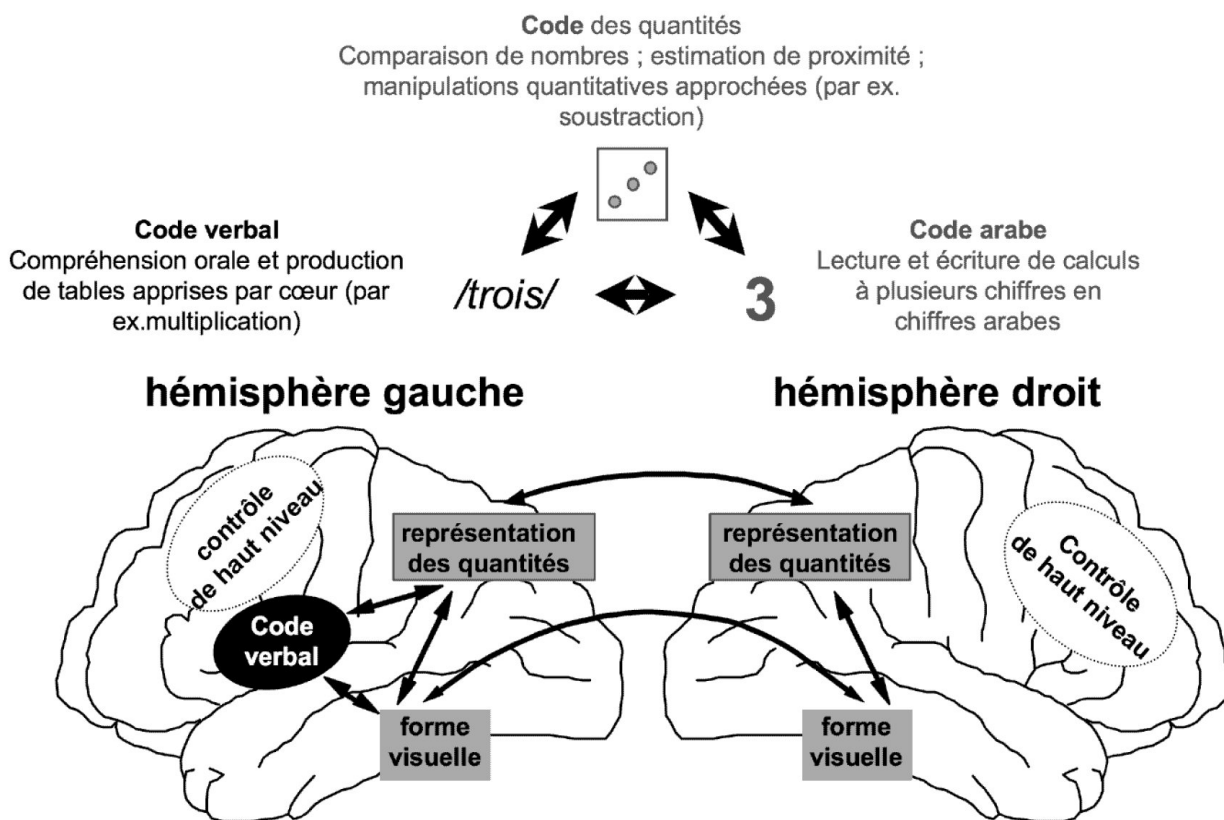 Code des quantités
Comparaison de nombres ; estimation de proximité ;
manipulations quantitatives approchées (par ex.
soustraction)
Code verbal
Compréhension orale et production
de tables apprises par cœur (par
ex.multiplication)
/trois/
3
Code arabe
Lecture et écriture de calculs
à plusieurs chiffres en
chiffres arabes
hémisphère gauche
hémisphère droit
contrôle
de haut niveau
représentation
des quantités
Code
verbal
forme
visuelle
représentation
des quantités
Contrôle
de haut niveau
forme
visuelle